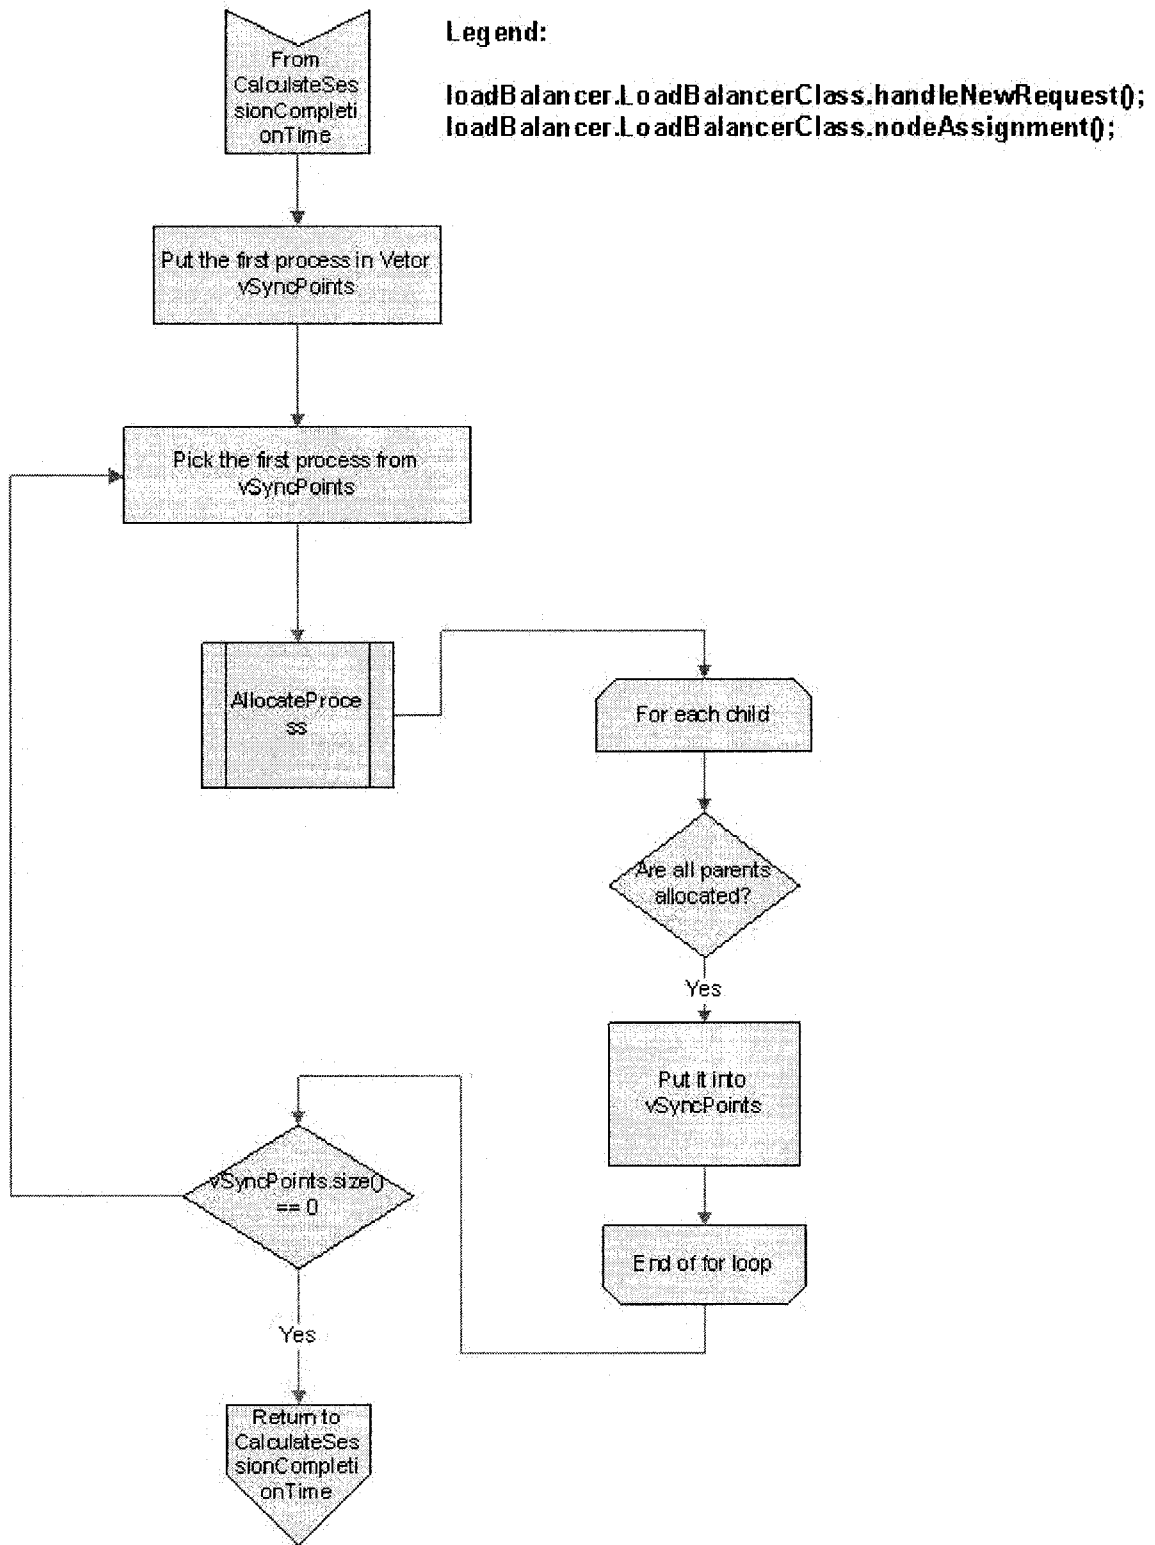 From
CalculateSes
sionCompleti
onTime
Legend:
loadBalancer.LoadBalancerClass.handleNewRequest();
loadBalancer.LoadBalancerClass.nodeAssignment();
Put the first process in Vetor
vSyncPoints
Pick the first process from
vSyncPoints
AllocateProce
ss
For each child
Are all parents
allocated?
Yes
Put it into
vSyncPoints
End of for loop
vSyncPoints.size()
== 0
Yes
Return to
CalculateSes
sionCompleti
onTime